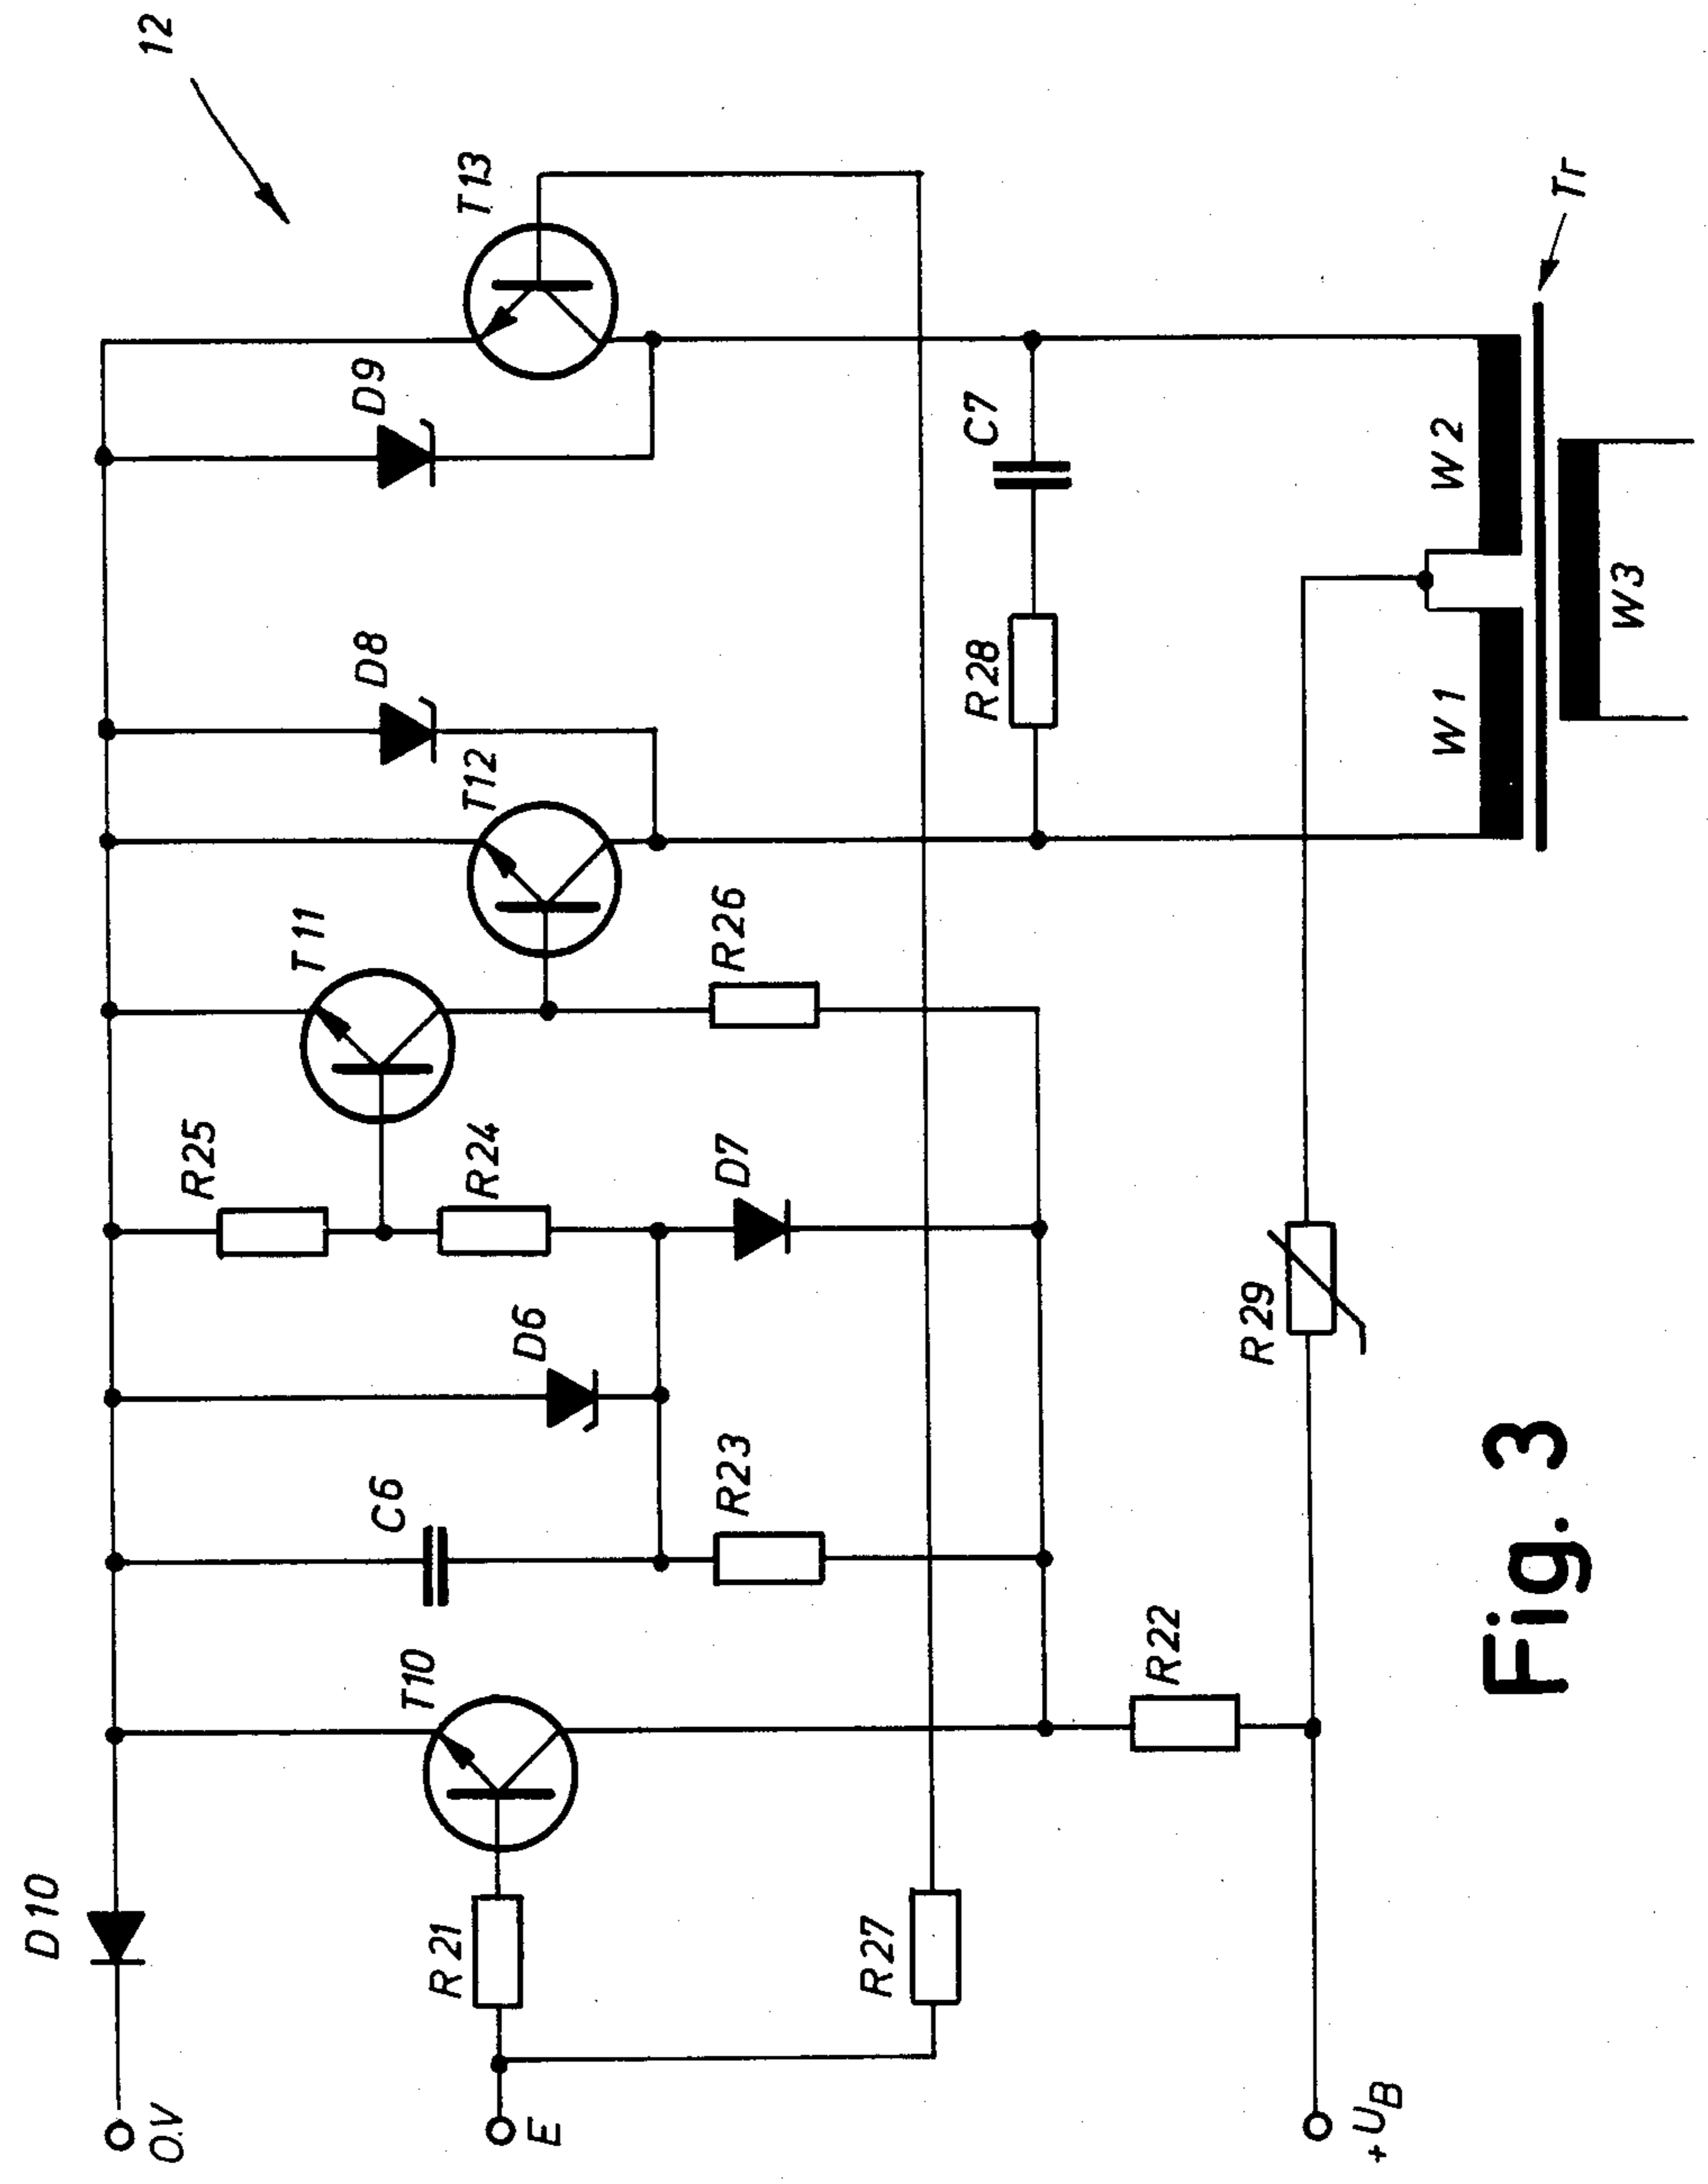 12
D10
O.V
E
+UB
R21
T10
C6
R25
T11
D8
D9
T13
D6
R24
T12
R23
D7
R26
R27
R28
C7
R22
R29
W1
W2
W3
Tr
Fig. 3